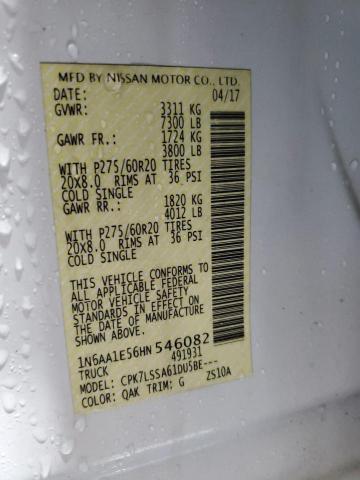 MFD BY NISSAN MOTOR CO., LTD.
DATE: 04/17
GVWR: 3311 KG
7300 LB
GAWR FR.: 1724 KG
3800 LB
WITH P275/60R20 TIRES
20X8.0 RIMS AT 36 PSI
COLD SINGLE
GAWR RR.: 1820 KG
4012 LB
WITH P275/60R20 TIRES
20X8.0 RIMS AT 36 PSI
COLD SINGLE
THIS VEHICLE CONFORMS TO
ALL APPLICABLE FEDERAL
MOTOR VEHICLE SAFETY
STANDARDS IN EFFECT ON
THE DATE OF MANUFACTURE
SHOWN ABOVE.
1N6AA1E56HN 546082
TRUCK 491931
MODEL: CPK7LSSA61DU5BE---
COLOR: QAK TRIM: G ZS10A